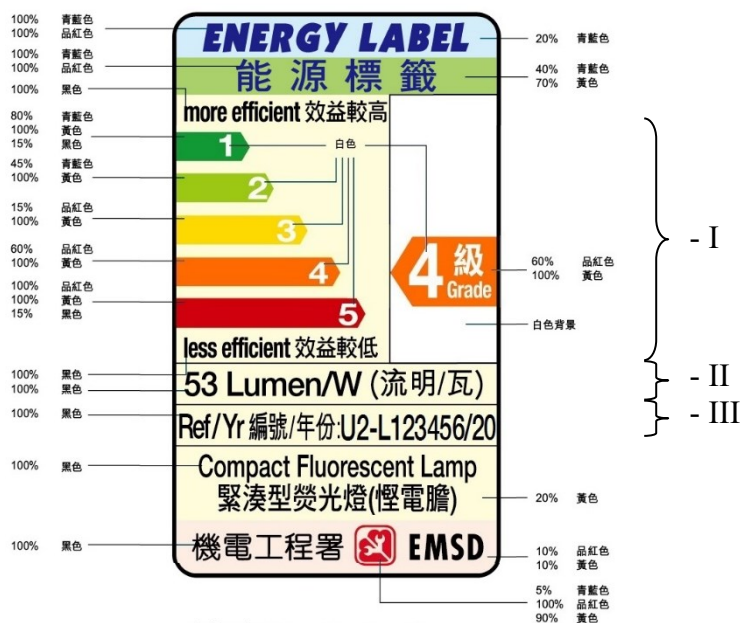 100% 青藍色
100% 品紅色
100% 青藍色
100% 品紅色
100% 黑色
80% 青藍色
100% 黃色
15% 黑色
45% 青藍色
100% 黃色
15% 品紅色
100% 黃色
60% 品紅色
100% 黃色
100% 品紅色
100% 黃色
15% 黑色
100% 黑色
100% 黑色
100% 黑色
100% 黑色
100% 黑色
ENERGY LABEL
能源標籤
more efficient 效益較高
1
白色
2
3
4
5
4 級
Grade
less efficient 效益較低
53 Lumen/W (流明/瓦)
Ref/Yr 編號/年份:U2-L123456/20
Compact Fluorescent Lamp
緊湊型熒光燈(慳電膽)
機電工程署 EMSD
20% 青藍色
40% 青藍色
70% 黃色
60% 品紅色
100% 黃色
白色背景
20% 黃色
10% 品紅色
10% 黃色
5% 青藍色
100% 品紅色
90% 黃色
- I
- II
- III